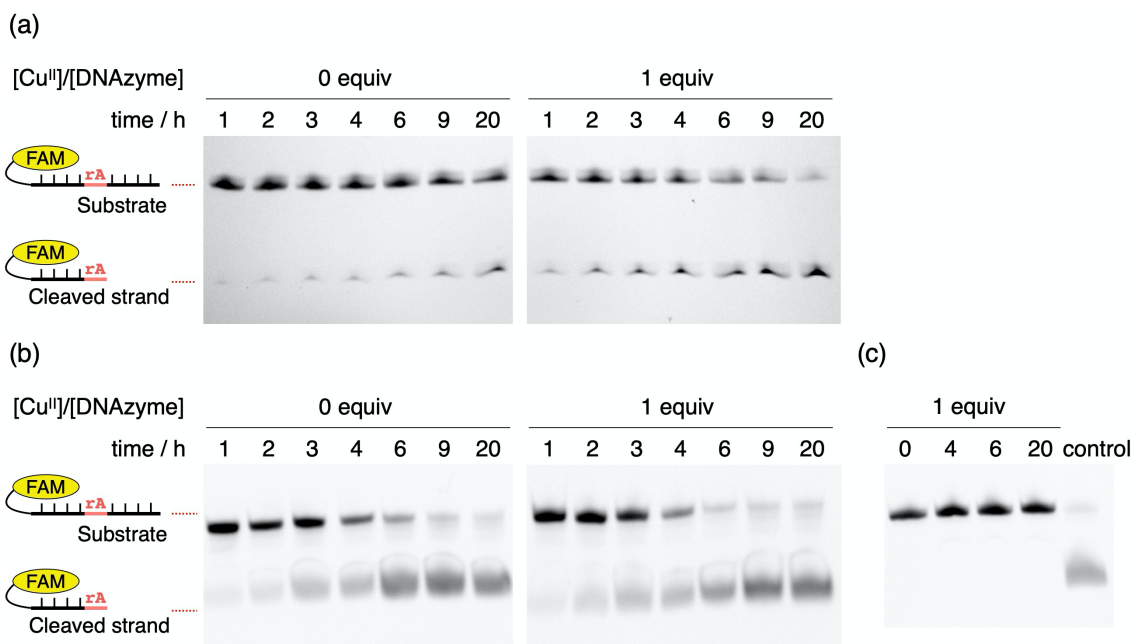 (a)
[Cu^II]/[DNAzyme] 0 equiv 1 equiv
time / h 1 2 3 4 6 9 20 1 2 3 4 6 9 20
FAM
rA
Substrate
FAM
rA
Cleaved strand
(b) (c)
[Cu^II]/[DNAzyme] 0 equiv 1 equiv 1 equiv
time / h 1 2 3 4 6 9 20 1 2 3 4 6 9 20 0 4 6 20 control
FAM
rA
Substrate
FAM
rA
Cleaved strand